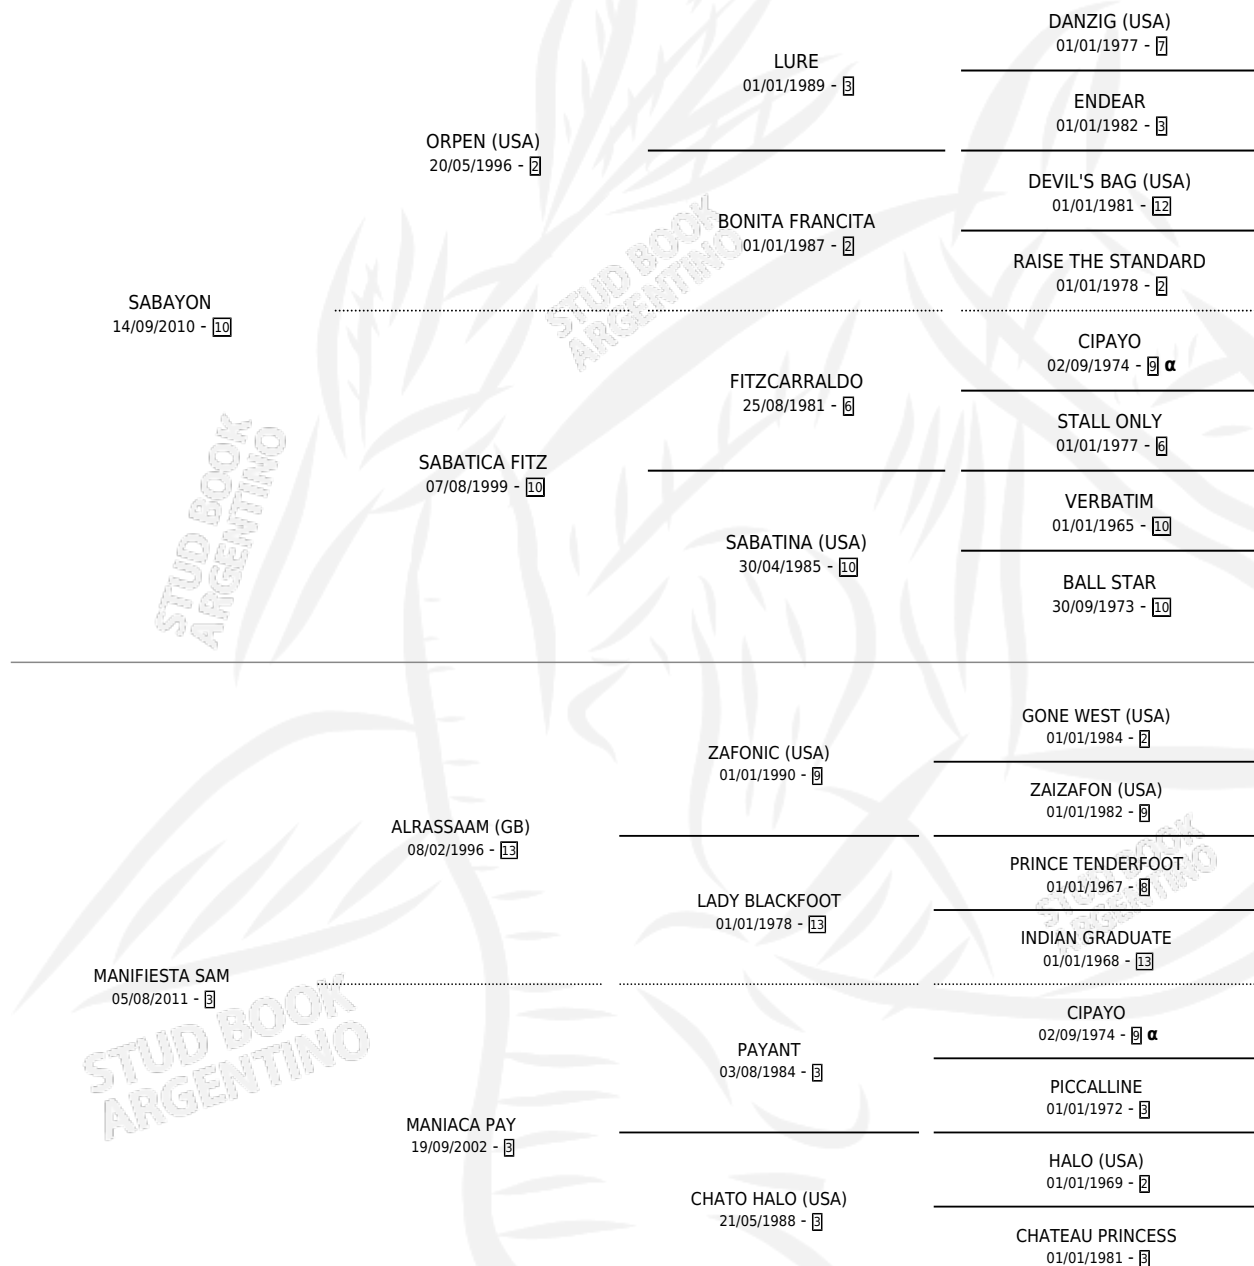 DANZIG (USA)
01/01/1977 - 7
LURE
01/01/1989 - 3
ENDEAR
01/01/1982 - 3
ORPEN (USA)
20/05/1996 - 2
DEVIL'S BAG (USA)
01/01/1981 - 12
BONITA FRANCITA
01/01/1987 - 2
RAISE THE STANDARD
01/01/1978 - 2
SABAYON
14/09/2010 - 10
CIPAYO
02/09/1974 - 9 α
FITZCARRALDO
25/08/1981 - 6
STALL ONLY
01/01/1977 - 6
SABATICA FITZ
07/08/1999 - 10
VERBATIM
01/01/1965 - 10
SABATINA (USA)
30/04/1985 - 10
BALL STAR
30/09/1973 - 10
GONE WEST (USA)
01/01/1984 - 2
ZAFONIC (USA)
01/01/1990 - 9
ZAIZAFON (USA)
01/01/1982 - 9
ALRASSAAM (GB)
08/02/1996 - 13
PRINCE TENDERFOOT
01/01/1967 - 8
LADY BLACKFOOT
01/01/1978 - 13
INDIAN GRADUATE
01/01/1968 - 13
MANIFIESTA SAM
05/08/2011 - 3
CIPAYO
02/09/1974 - 9 α
PAYANT
03/08/1984 - 3
PICCALLINE
01/01/1972 - 3
MANIACA PAY
19/09/2002 - 3
HALO (USA)
01/01/1969 - 2
CHATO HALO (USA)
21/05/1988 - 3
CHATEAU PRINCESS
01/01/1981 - 3
STUD BOOK
ARGENTINO
STUD BOOK
ARGENTINO
STUD BOOK
ARGENTINO
STUD BOOK
ARGENTINO